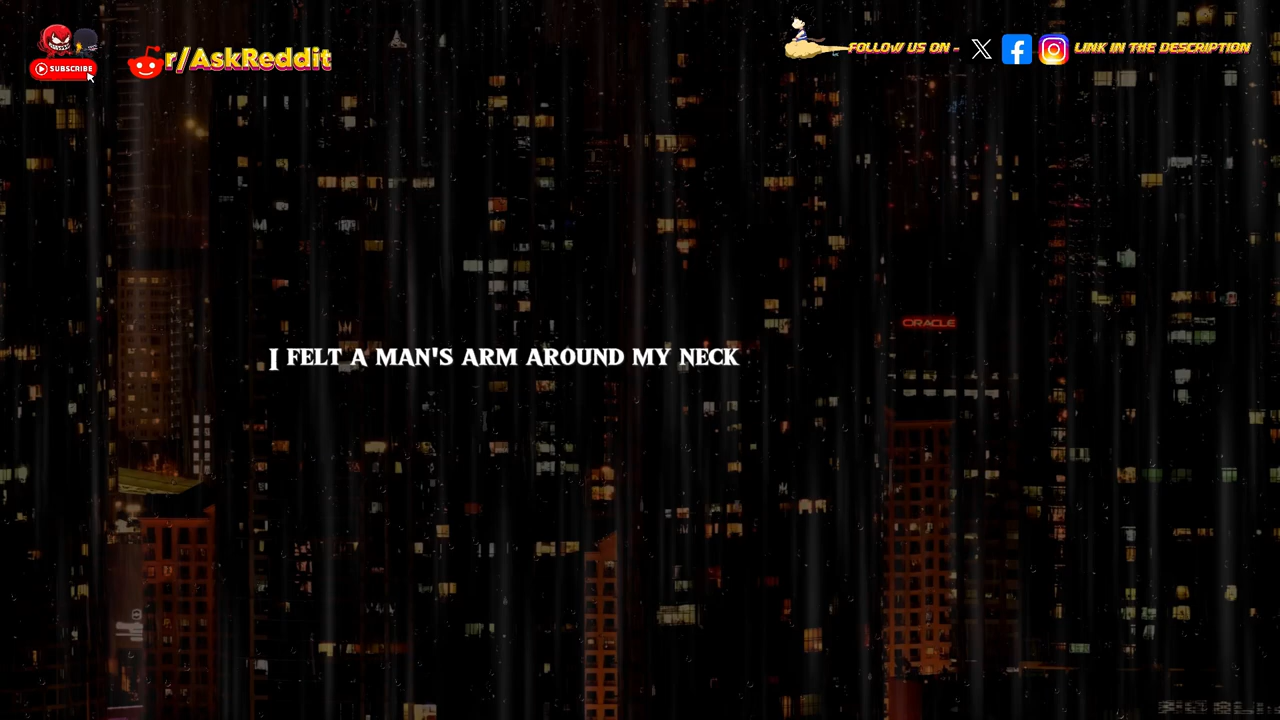 SUBSCRIBE
r/AskReddit
FOLLOW US ON -
LINK IN THE DESCRIPTION
ORACLE
I FELT A MAN'S ARM AROUND MY NECK